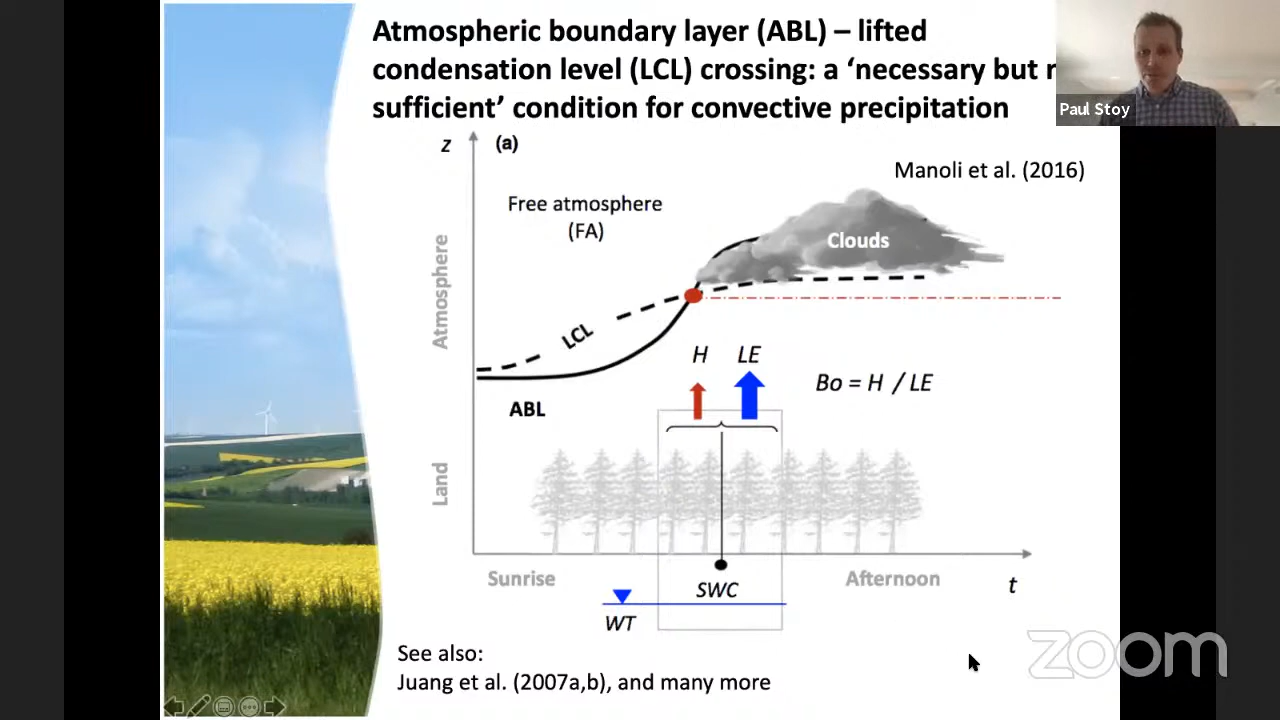 Atmospheric boundary layer (ABL) – lifted
condensation level (LCL) crossing: a ‘necessary but
sufficient’ condition for convective precipitation
Paul Stoy
z
(a)
Manoli et al. (2016)
Free atmosphere
(FA)
Clouds
Atmosphere
LCL
H
LE
Bo = H / LE
ABL
Land
Sunrise
SWC
Afternoon
t
WT
See also:
Juang et al. (2007a,b), and many more
zoom